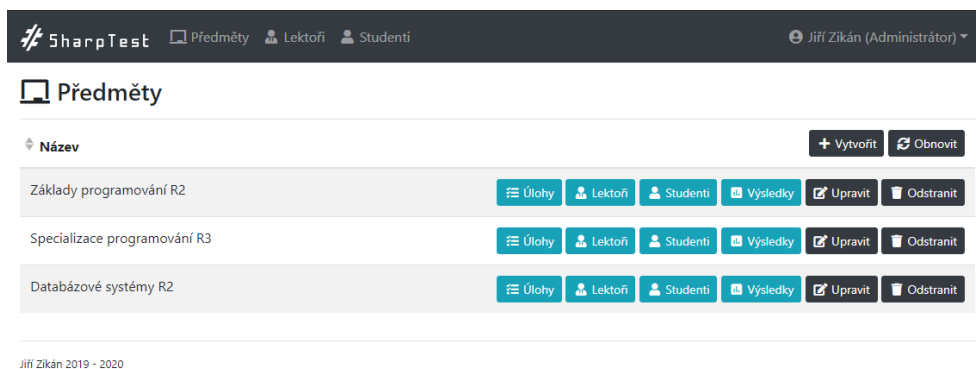 SharpTest Předměty Lektoři Studenti Jiří Zikán (Administrátor)
Předměty
Název Vytvořit Obnovit
Základy programování R2 Úlohy Lektoři Studenti Výsledky Upravit Odstranit
Specializace programování R3 Úlohy Lektoři Studenti Výsledky Upravit Odstranit
Databázové systémy R2 Úlohy Lektoři Studenti Výsledky Upravit Odstranit
Jiří Zikán 2019 - 2020